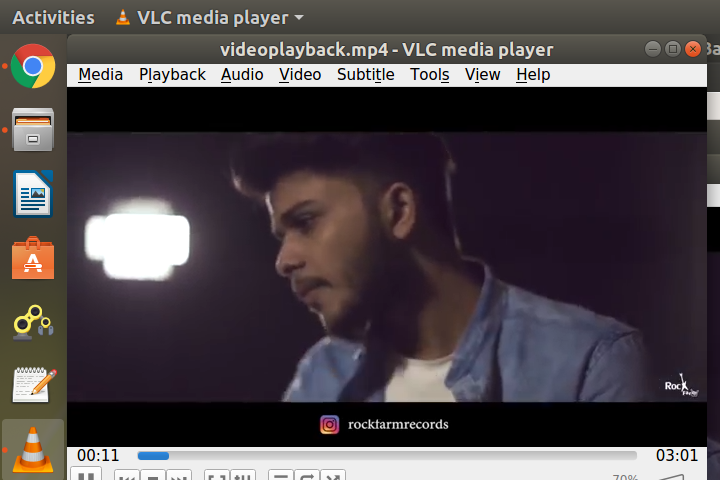 Activities VLC media player
videoplayback.mp4 - VLC media player
Media Playback Audio Video Subtitle Tools View Help
Rock
rockfarmrecords
00:11 03:01
70%